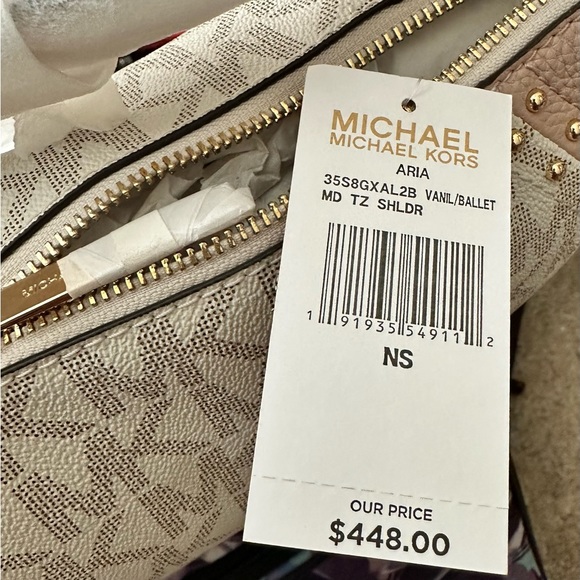 MICHAEL
MICHAEL KORS
ARIA
35S8GXAL2B VANIL/BALLET
MD TZ SHLDR
1 91935 54911 2
NS
OUR PRICE
$448.00